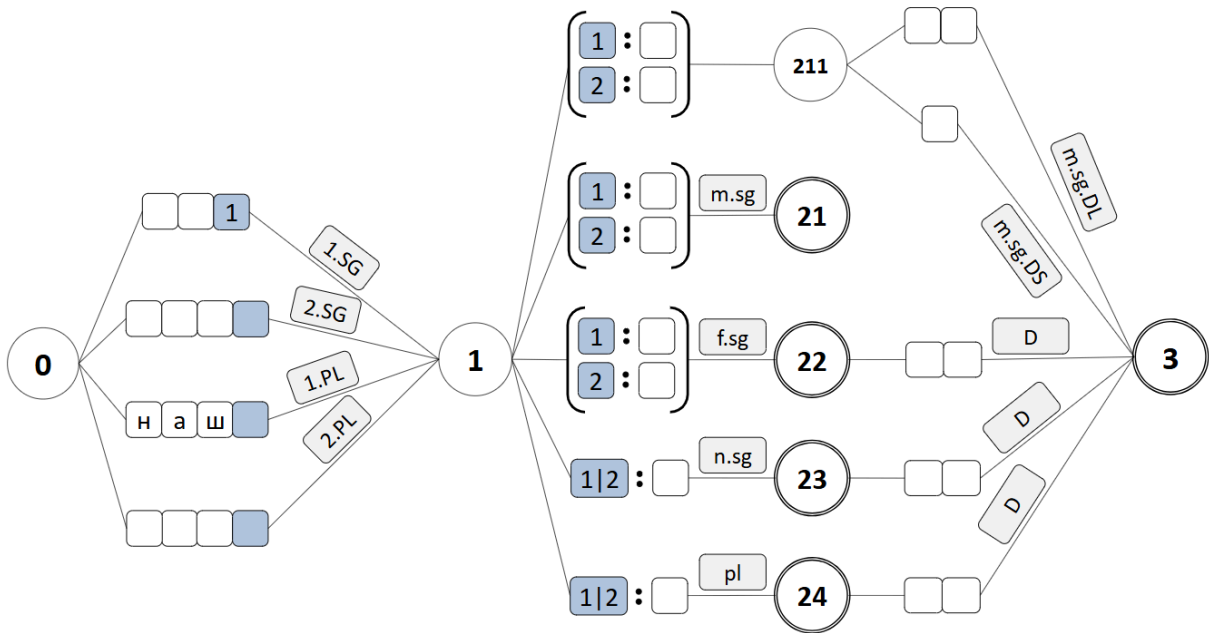 0
1
1.SG
2.SG
наш
1.PL
2.PL
1
1 :
2 :
211
m.sg.DL
m.sg.DS
1 :
2 :
m.sg
21
1 :
2 :
f.sg
22
D
3
1|2 :
n.sg
23
D
1|2 :
pl
24
D